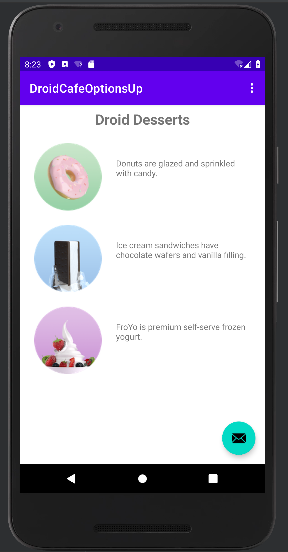 8:23
DroidCafeOptionsUp
Droid Desserts
Donuts are glazed and sprinkled
with candy.
Ice cream sandwiches have
chocolate wafers and vanilla filling.
FroYo is premium self-serve frozen
yogurt.